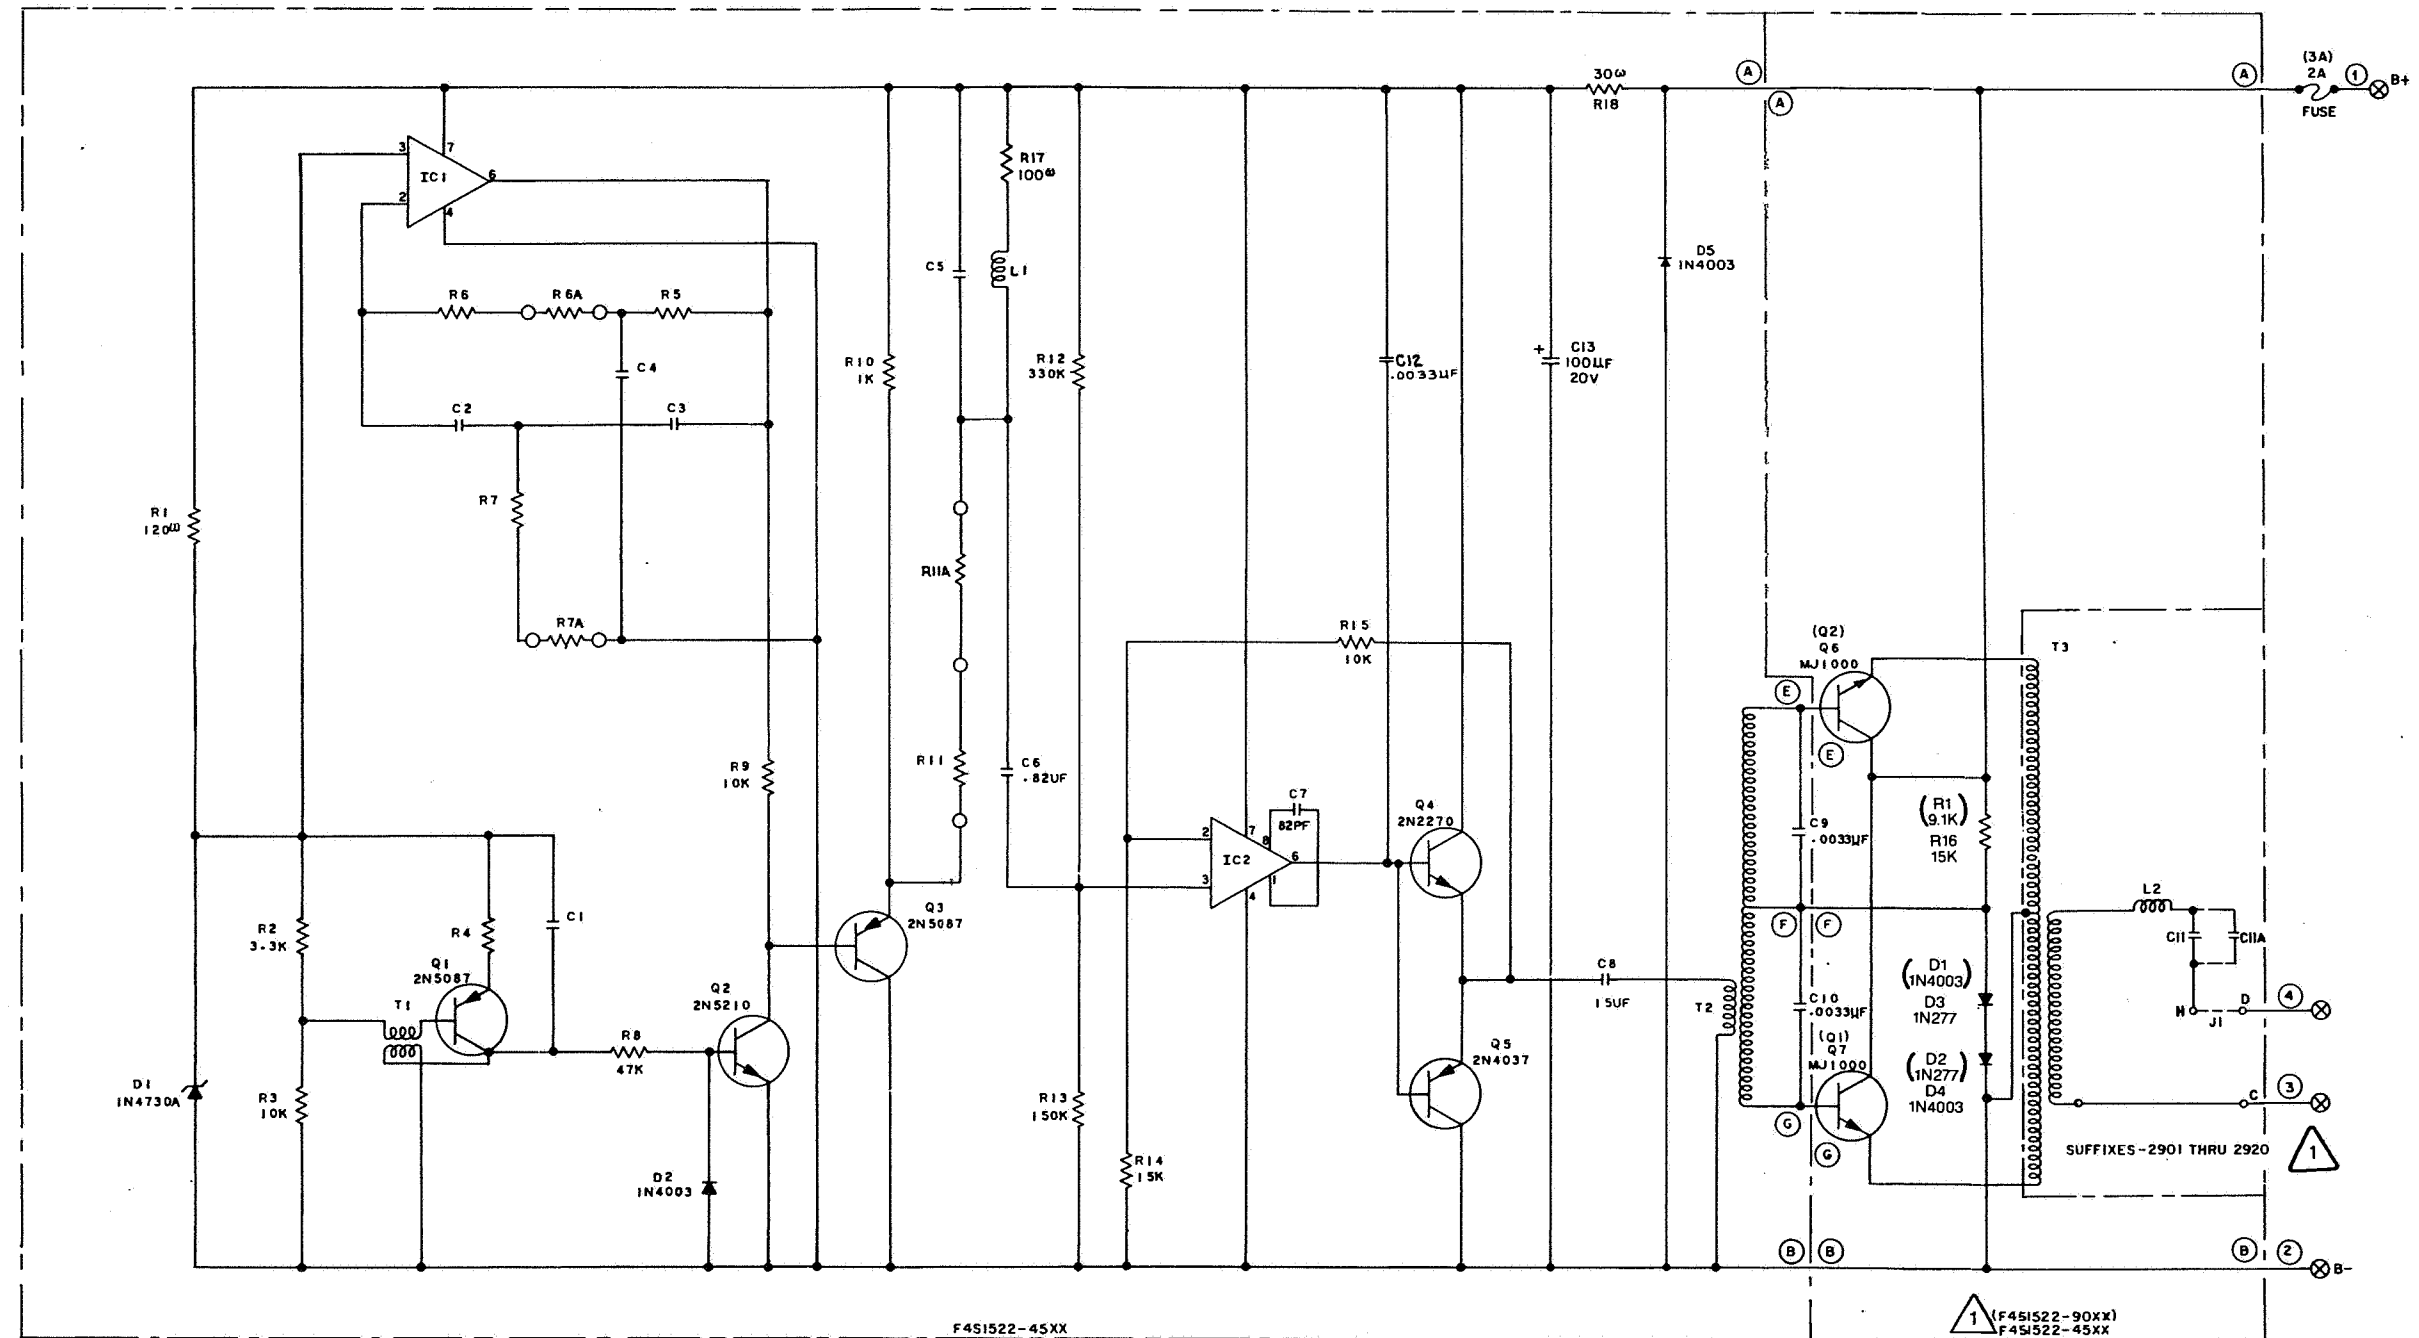 (3A)
2A
FUSE
1
B+
A
A
A
30ω
R18
3
2
7
IC1
4
6
R17
100ω
C5
L1
D5
1N4003
R6
R6A
R5
C4
C2
C3
R10
1K
R12
330K
C12
.0033µF
+
C13
100µF
20V
R7
R1
120ω
R11A
R7A
R15
10K
(Q2)
Q6
MJ1000
T3
E
E
R9
10K
R11
C6
.82UF
C7
82PF
2
7
8
IC2
6
3
1
4
Q4
2N2270
C9
.0033µF
(R1)
9.1K
R16
15K
R2
3.3K
R4
C1
Q3
2N5087
Q1
2N5087
T1
Q2
2N5210
R8
47K
F
F
L2
C11
C11A
C8
15UF
T2
C10
.0033µF
(D1)
(1N4003)
D3
1N277
H
J1
D
4
D1
1N4730A
R3
10K
Q5
2N4037
(Q1)
Q7
MJ1000
(D2)
(1N277)
D4
1N4003
C
3
R13
150K
G
G
R14
15K
D2
1N4003
SUFFIXES-2901 THRU 2920
1
B
B
B
2
B-
F4S1522-45XX
1
(F4S1522-90XX)
F4S1522-45XX